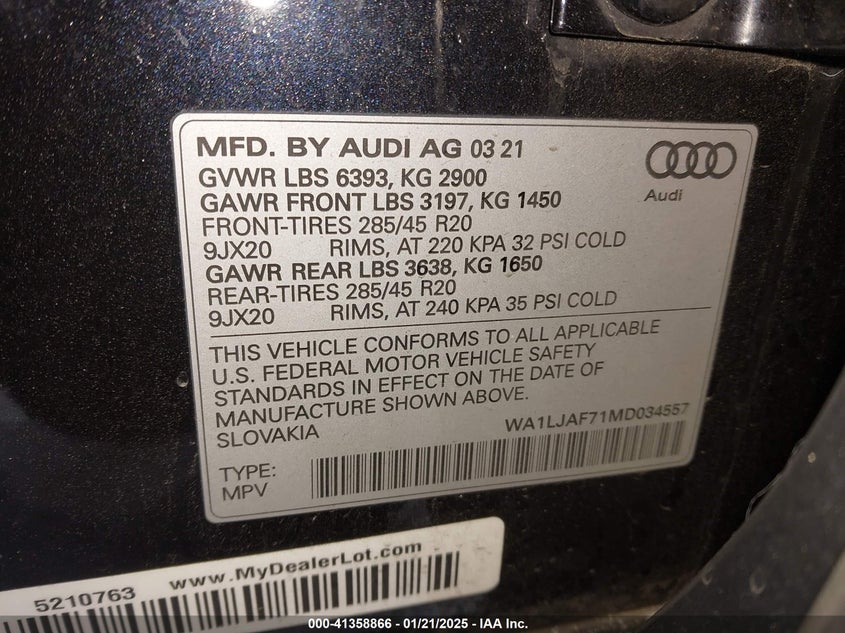 MFD. BY AUDI AG 03 21
GVWR LBS 6393, KG 2900
GAWR FRONT LBS 3197, KG 1450
FRONT-TIRES 285/45 R20
9JX20 RIMS, AT 220 KPA 32 PSI COLD
GAWR REAR LBS 3638, KG 1650
REAR-TIRES 285/45 R20
9JX20 RIMS, AT 240 KPA 35 PSI COLD
Audi
THIS VEHICLE CONFORMS TO ALL APPLICABLE
U.S. FEDERAL MOTOR VEHICLE SAFETY
STANDARDS IN EFFECT ON THE DATE OF
MANUFACTURE SHOWN ABOVE.
SLOVAKIA
WA1LJAF71MD034557
TYPE:
MPV
5210763 www.MyDealerLot.com
000-41358866 - 01/21/2025 - IAA Inc.